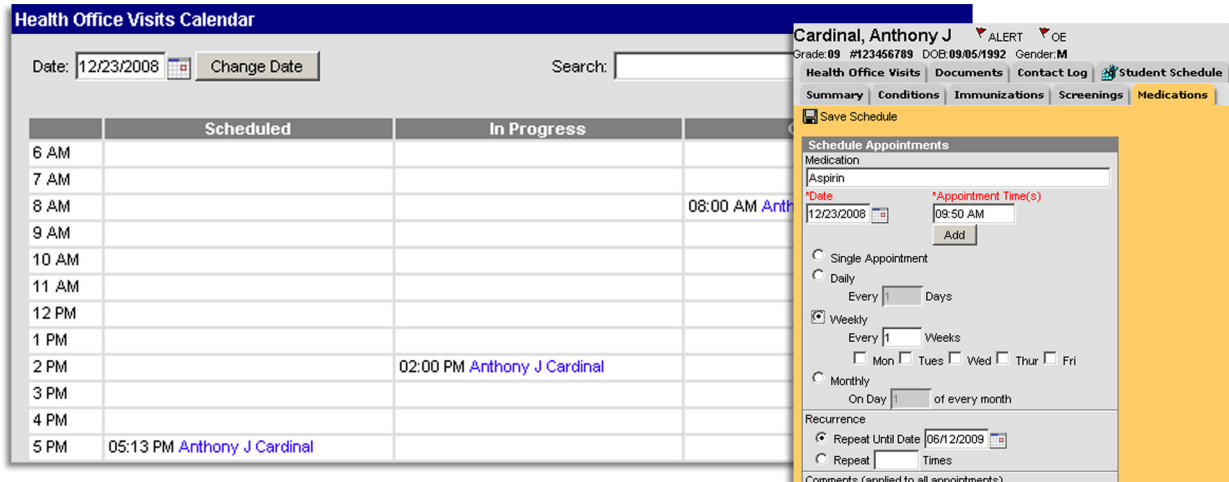 Health Office Visits Calendar
Date: 12/23/2008 Change Date Search:
Scheduled In Progress
6 AM
7 AM
8 AM 08:00 AM
9 AM
10 AM
11 AM
12 PM
1 PM
2 PM 02:00 PM Anthony J Cardinal
3 PM
4 PM
5 PM 05:13 PM Anthony J Cardinal
Cardinal, Anthony J ALERT OE
Grade:09 #123456789 DOB:09/05/1992 Gender:M
Health Office Visits Documents Contact Log Student Schedule
Summary Conditions Immunizations Screenings Medications
Save Schedule
Schedule Appointments
Medication
Aspirin
*Date *Appointment Time(s)
12/23/2008 09:50 AM
Add
Single Appointment
Daily
Every 1 Days
Weekly
Every 1 Weeks
Mon Tues Wed Thur Fri
Monthly
On Day 1 of every month
Recurrence
Repeat Until Date 06/12/2009
Repeat Times
Comments (applied to all appointments)